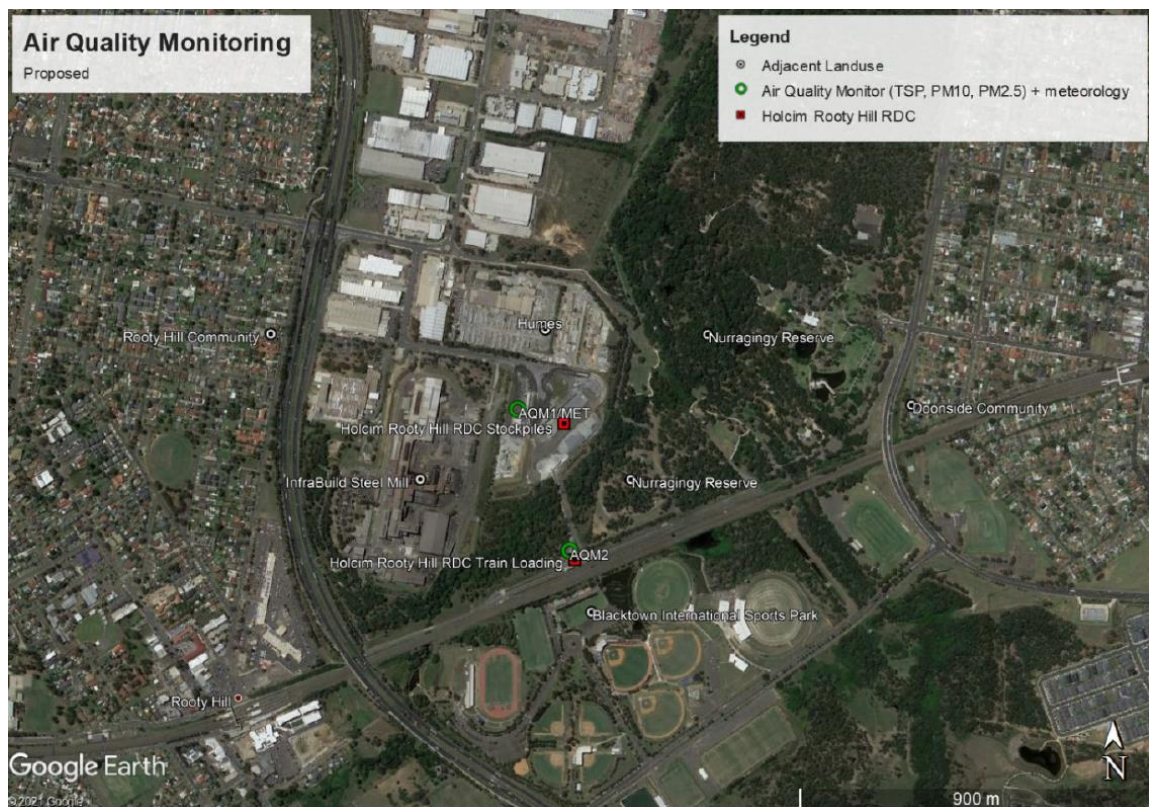 Air Quality Monitoring
Proposed
Legend
Adjacent Landuse
Air Quality Monitor (TSP, PM10, PM2.5) + meteorology
Holcim Rooty Hill RDC
Humes
Rooty Hill Community
Nurragingy Reserve
Doonside Community
AQM1/MET
Holcim Rooty Hill RDC Stockpiles
InfraBuild Steel Mill
Nurragingy Reserve
AQM2
Holcim Rooty Hill RDC Train Loading
Blacktown International Sports Park
Rooty Hill
Google Earth
N
© 2021 Google
900 m